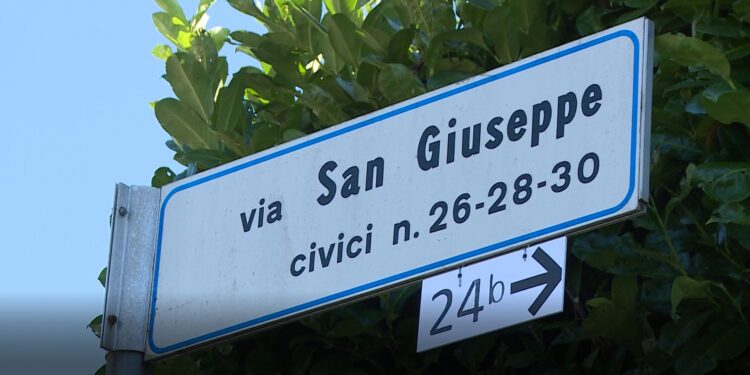 via San Giuseppe
civici n. 26-28-30
24b →